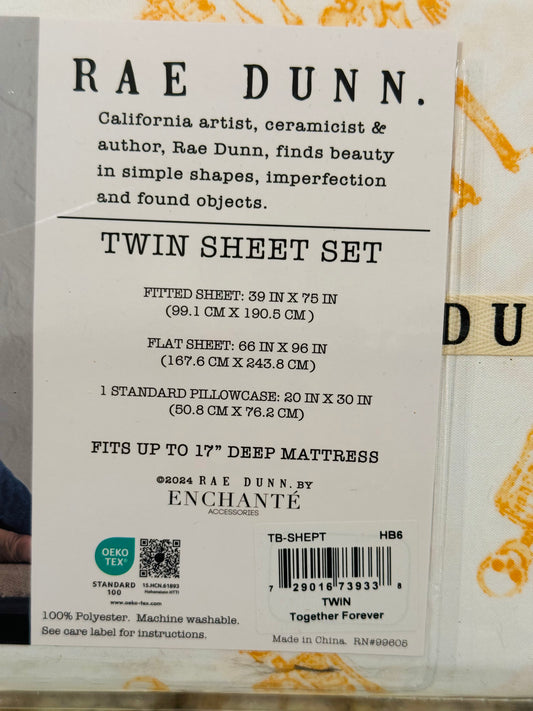 RAE DUNN.
California artist, ceramicist &
author, Rae Dunn, finds beauty
in simple shapes, imperfection
and found objects.
TWIN SHEET SET
FITTED SHEET: 39 IN X 75 IN
(99.1 CM X 190.5 CM)
FLAT SHEET: 66 IN X 96 IN
(167.6 CM X 243.8 CM)
1 STANDARD PILLOWCASE: 20 IN X 30 IN
(50.8 CM X 76.2 CM)
FITS UP TO 17” DEEP MATTRESS
©2024 RAE DUNN. BY
ENCHANTÉ
ACCESSORIES
OEKO
TEX®
STANDARD
100
15.HCN.61893
Hohenstein HTTI
www.oeko-tex.com
100% Polyester. Machine washable.
See care label for instructions.
TB-SHEPT HB6
7 29016 73933 8
TWIN
Together Forever
Made in China. RN#99605
DU